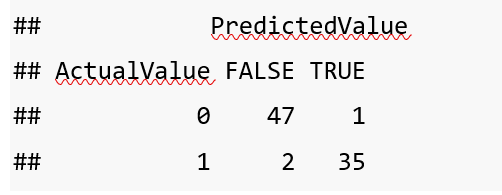 ## PredictedValue
## ActualValue FALSE TRUE
## 0 47 1
## 1 2 35